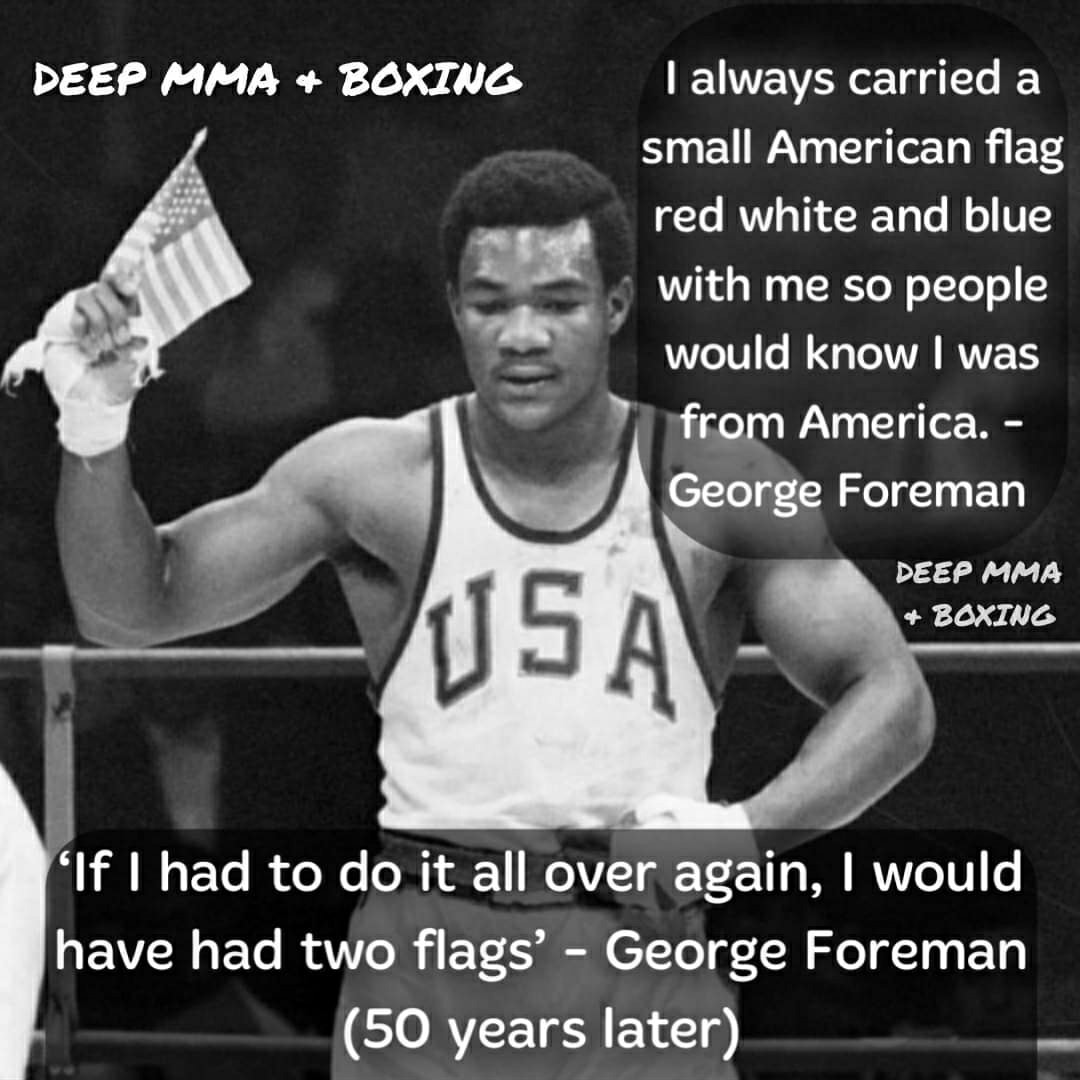 DEEP MMA + BOXING
I always carried a
small American flag
red white and blue
with me so people
would know I was
from America. -
George Foreman
DEEP MMA
+ BOXING
USA
‘If I had to do it all over again, I would
have had two flags’ - George Foreman
(50 years later)